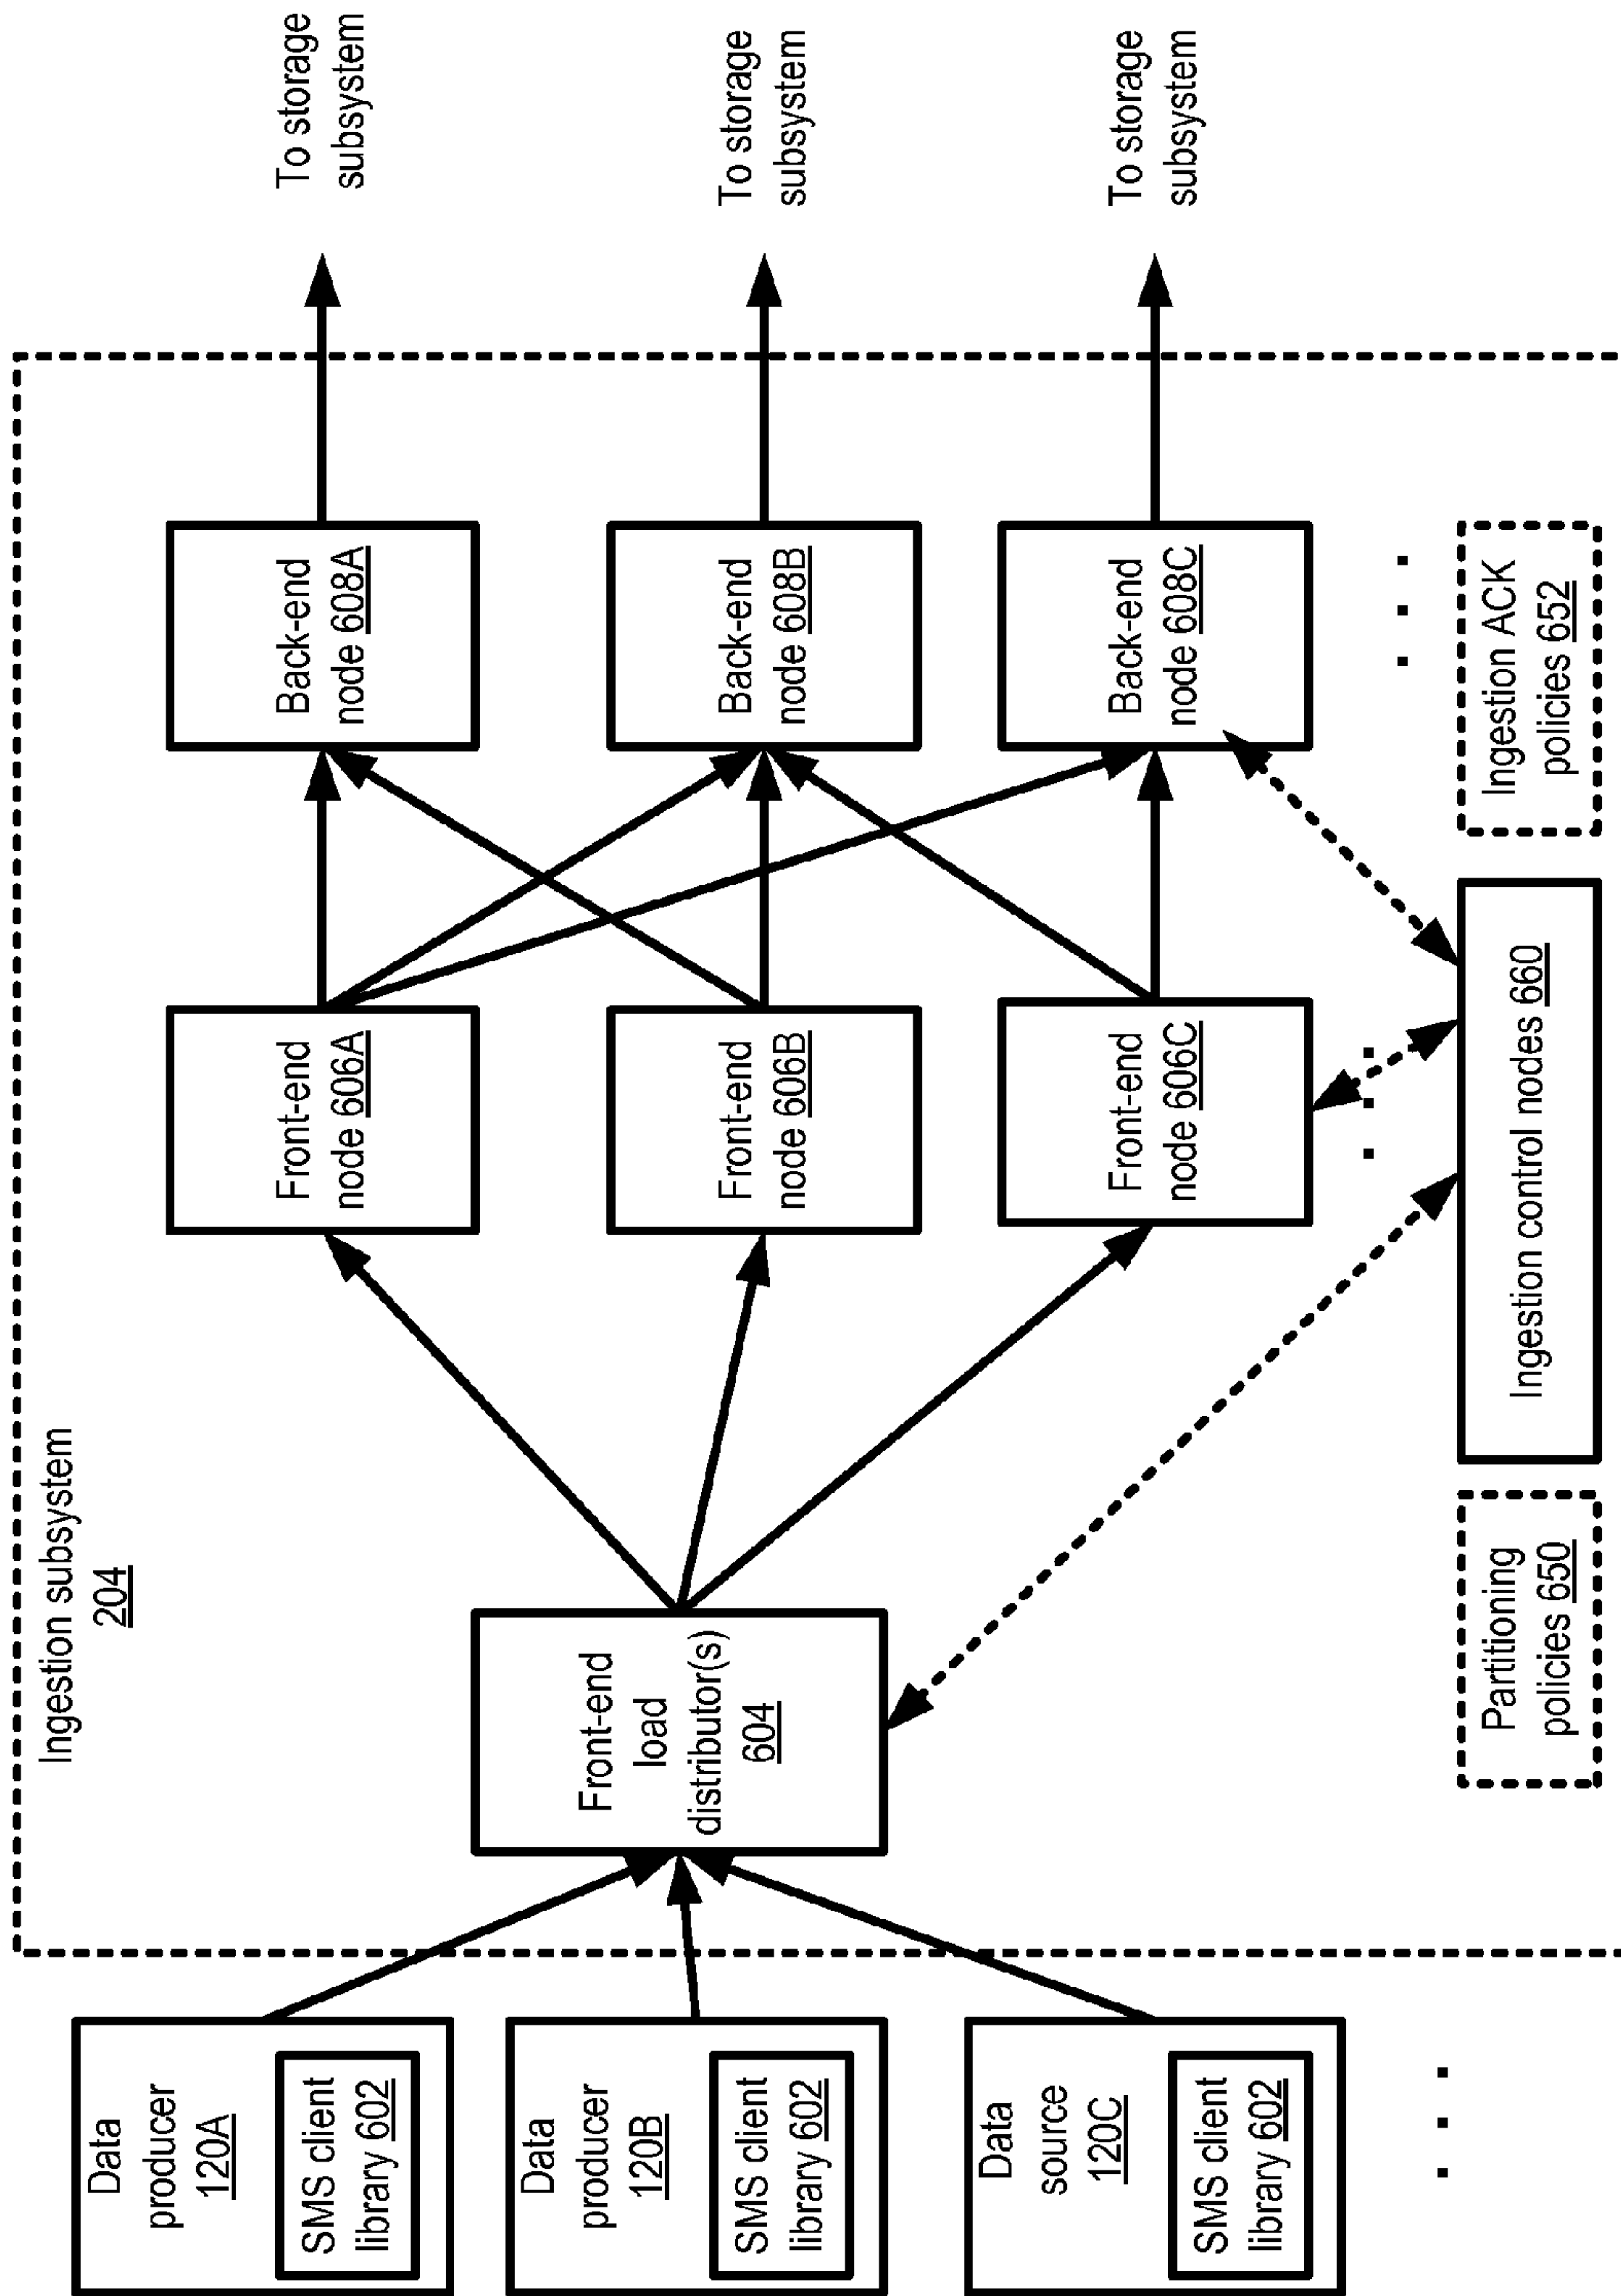 Ingestion subsystem
204
Data
producer
120A
SMS client
library 602
Data
producer
120B
SMS client
library 602
Data
source
120C
SMS client
library 602
. . .
Front-end
load
distributor(s)
604
Front-end
node 606A
Front-end
node 606B
Front-end
node 606C
. . .
Back-end
node 608A
Back-end
node 608B
Back-end
node 608C
. . .
To storage
subsystem
To storage
subsystem
To storage
subsystem
Partitioning
policies 650
Ingestion control nodes 660
Ingestion ACK
policies 652